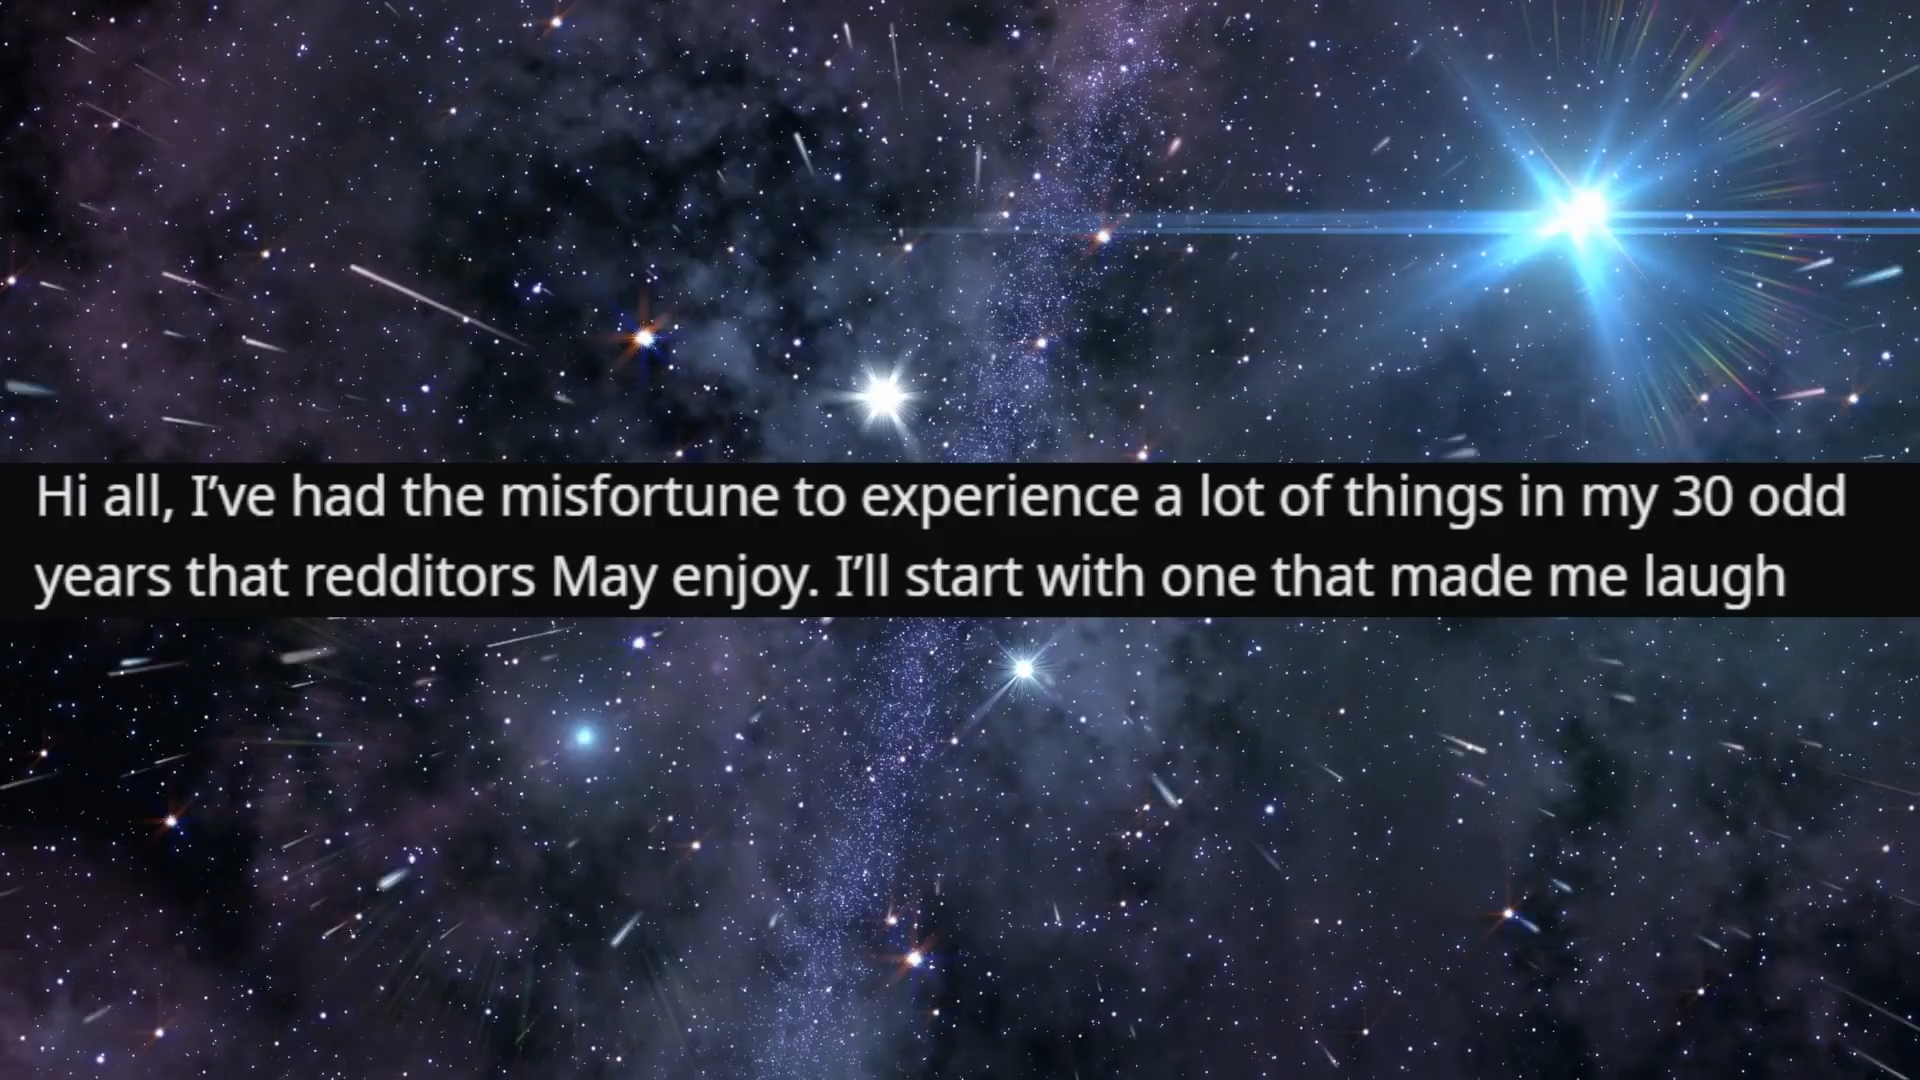 Hi all, I’ve had the misfortune to experience a lot of things in my 30 odd
years that redditors May enjoy. I’ll start with one that made me laugh